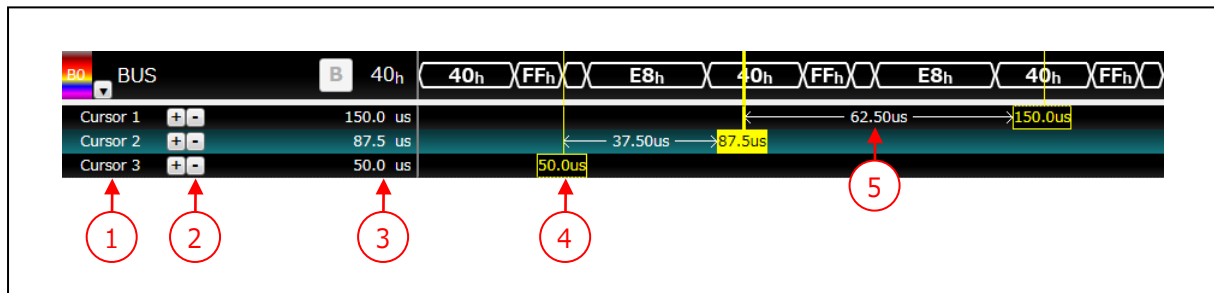 B0 BUS B 40h 40h FFh E8h 40h FFh E8h 40h FFh
Cursor 1 + - 150.0 us 62.50us 150.0us
Cursor 2 + - 87.5 us 37.50us 87.5us
Cursor 3 + - 50.0 us 50.0us
1 2 3 4 5